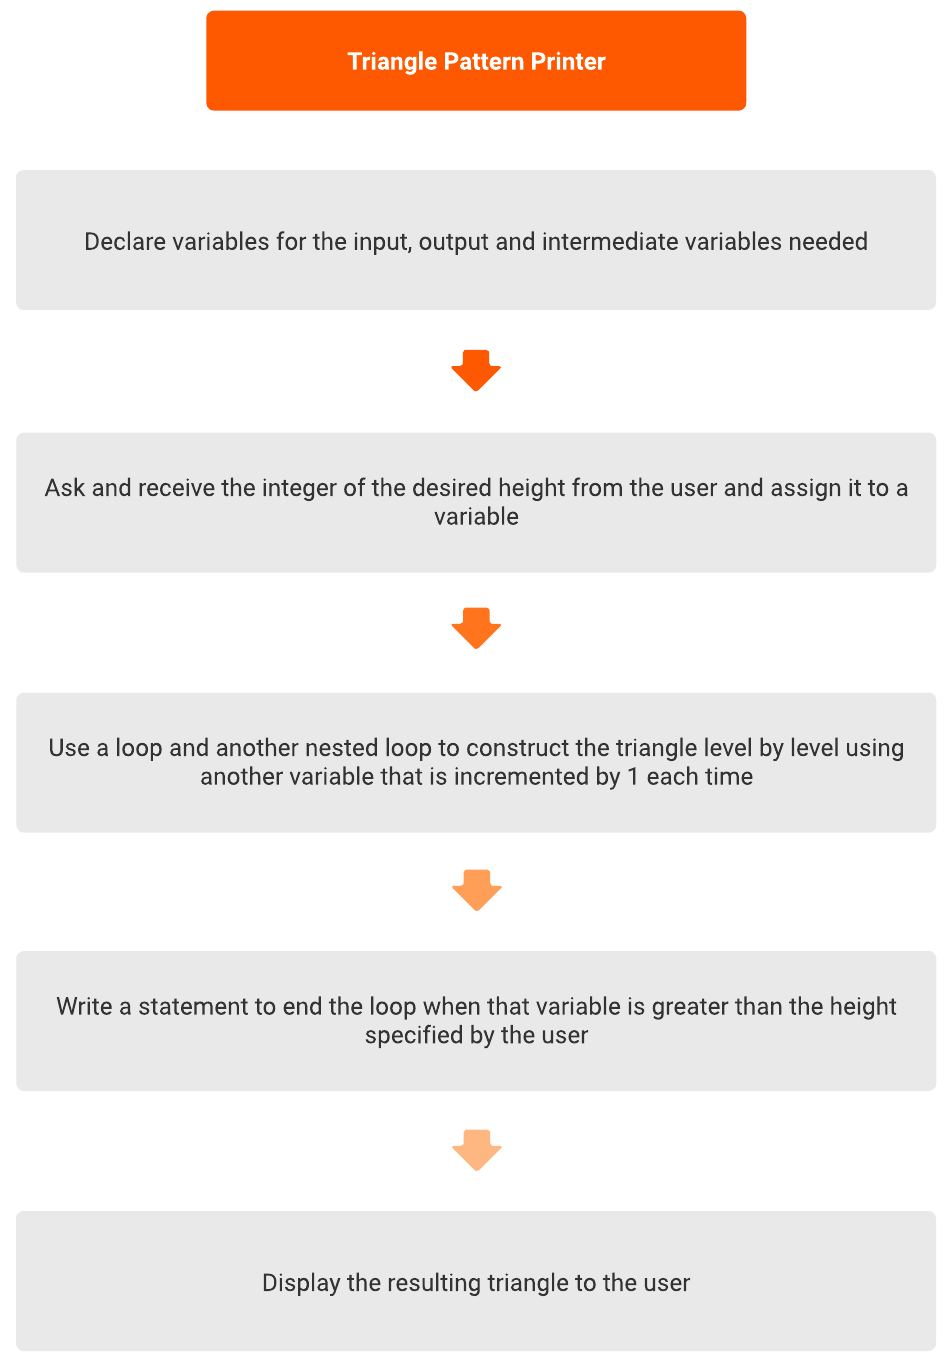 Triangle Pattern Printer
Declare variables for the input, output and intermediate variables needed
Ask and receive the integer of the desired height from the user and assign it to a
variable
Use a loop and another nested loop to construct the triangle level by level using
another variable that is incremented by 1 each time
Write a statement to end the loop when that variable is greater than the height
specified by the user
Display the resulting triangle to the user